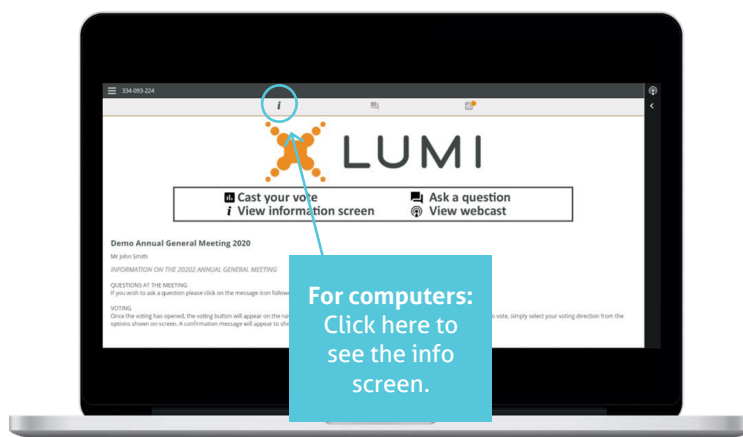 334-093-224
i
LUMI
Cast your vote
Ask a question
i View information screen
View webcast
Demo Annual General Meeting 2020
Mr John Smith
INFORMATION ON THE 20202 ANNUAL GENERAL MEETING
QUESTIONS AT THE MEETING
If you wish to ask a question please click on the message icon
VOTING
Once the voting has opened, the voting button will appear on the vote, simply select your voting direction from the
options shown on screen. A confirmation message will appear to
For computers:
Click here to
see the info
screen.